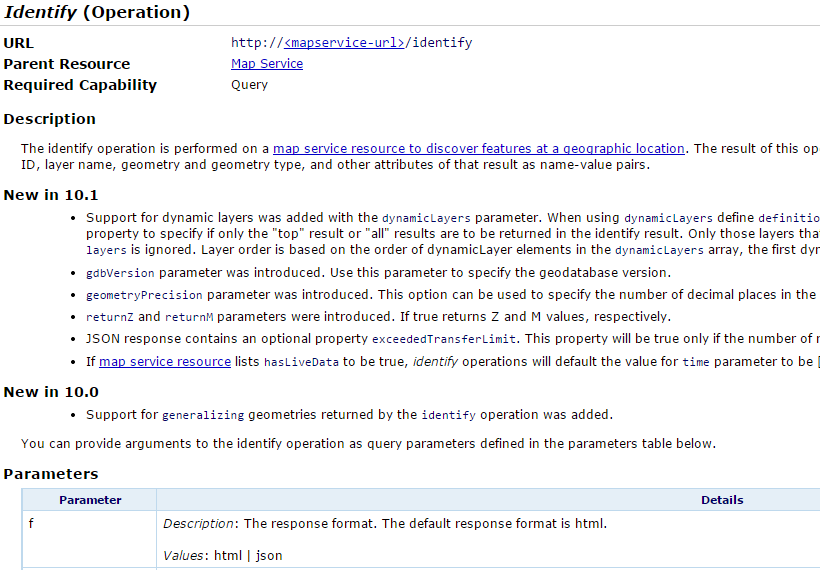 Identify (Operation)
URL http://<mapservice-url>/identify
Parent Resource Map Service
Required Capability Query
Description
The identify operation is performed on a map service resource to discover features at a geographic location. The result of this op
ID, layer name, geometry and geometry type, and other attributes of that result as name-value pairs.
New in 10.1
• Support for dynamic layers was added with the dynamicLayers parameter. When using dynamicLayers define definitio
property to specify if only the "top" result or "all" results are to be returned in the identify result. Only those layers tha
layers is ignored. Layer order is based on the order of dynamicLayer elements in the dynamicLayers array, the first dyn
• gdbVersion parameter was introduced. Use this parameter to specify the geodatabase version.
• geometryPrecision parameter was introduced. This option can be used to specify the number of decimal places in the
• returnZ and returnM parameters were introduced. If true returns Z and M values, respectively.
• JSON response contains an optional property exceededTransferLimit. This property will be true only if the number of r
• If map service resource lists hasLiveData to be true, identify operations will default the value for time parameter to be [
New in 10.0
• Support for generalizing geometries returned by the identify operation was added.
You can provide arguments to the identify operation as query parameters defined in the parameters table below.
Parameters
Parameter Details
f Description: The response format. The default response format is html.
Values: html | json